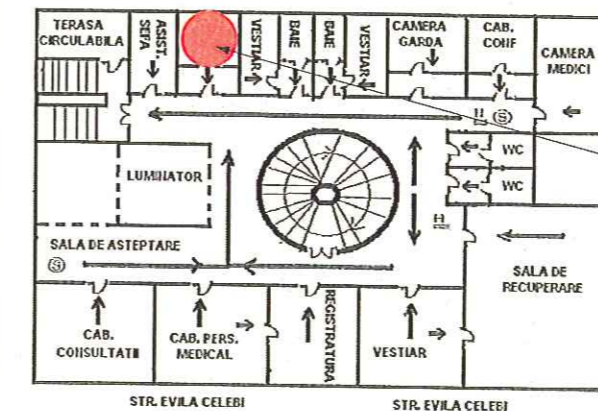 TERASA
CIRCULABILA
ASIST.
SEFA
VESTIAR
BAIE
BAIE
VESTIAR
CAMERA
GARDA
CAB.
COHF
CAMERA
MEDICI
H
S
WC
WC
LUMINATOR
H
SALA DE ASTEPTARE
S
SALA DE
RECUPERARE
CAB.
CONSULTATII
CAB. PERS.
MEDICAL
REGISTRATURA
VESTIAR
STR. EVILA CELEBI
STR. EVILA CELEBI